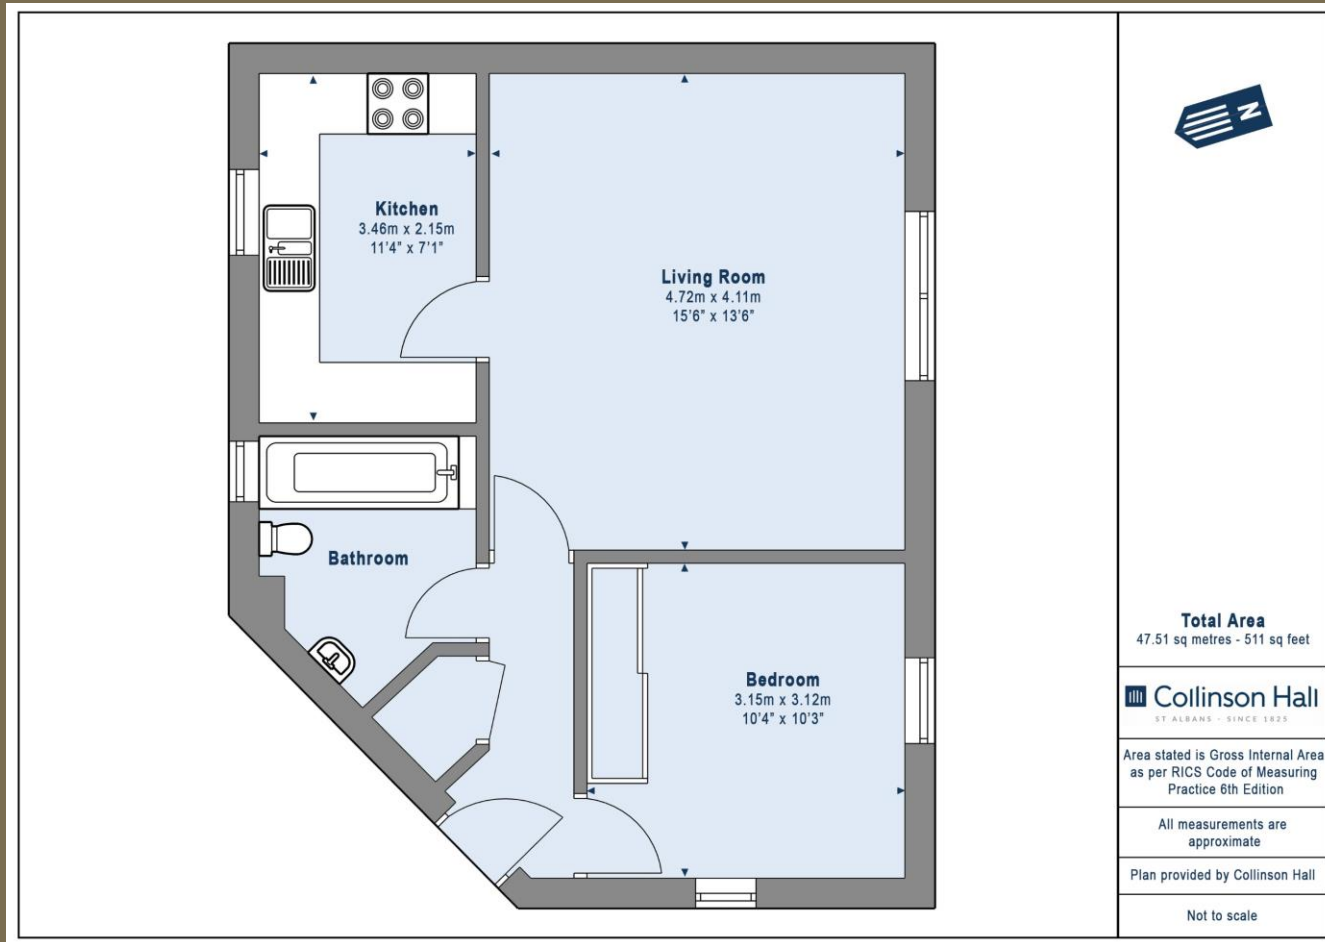 N
Kitchen
3.46m x 2.15m
11'4" x 7'1"
Living Room
4.72m x 4.11m
15'6" x 13'6"
Bathroom
Bedroom
3.15m x 3.12m
10'4" x 10'3"
Total Area
47.51 sq metres - 511 sq feet
Collinson Hall
ST ALBANS - SINCE 1825
Area stated is Gross Internal Area
as per RICS Code of Measuring
Practice 6th Edition
All measurements are
approximate
Plan provided by Collinson Hall
Not to scale